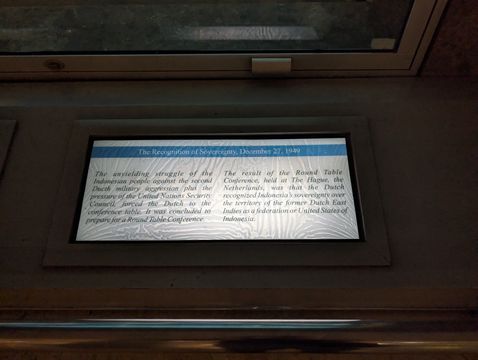 The Recognition of Sovereignty, December 27, 1949
The unyielding struggle of the
Indonesian people against the second
Ducth military aggression plus the
pressure of the United Nations Security
Council, forced the Dutch to the
conference table. It was concluded to
prepare for a Round Table Conference.
The result of the Round Table
Conference, held at The Hague, the
Netherlands, was that the Dutch
recognized Indonesia's sovereignty over
the territory of the former Dutch East
Indies as a federation or United States of
Indonesia.